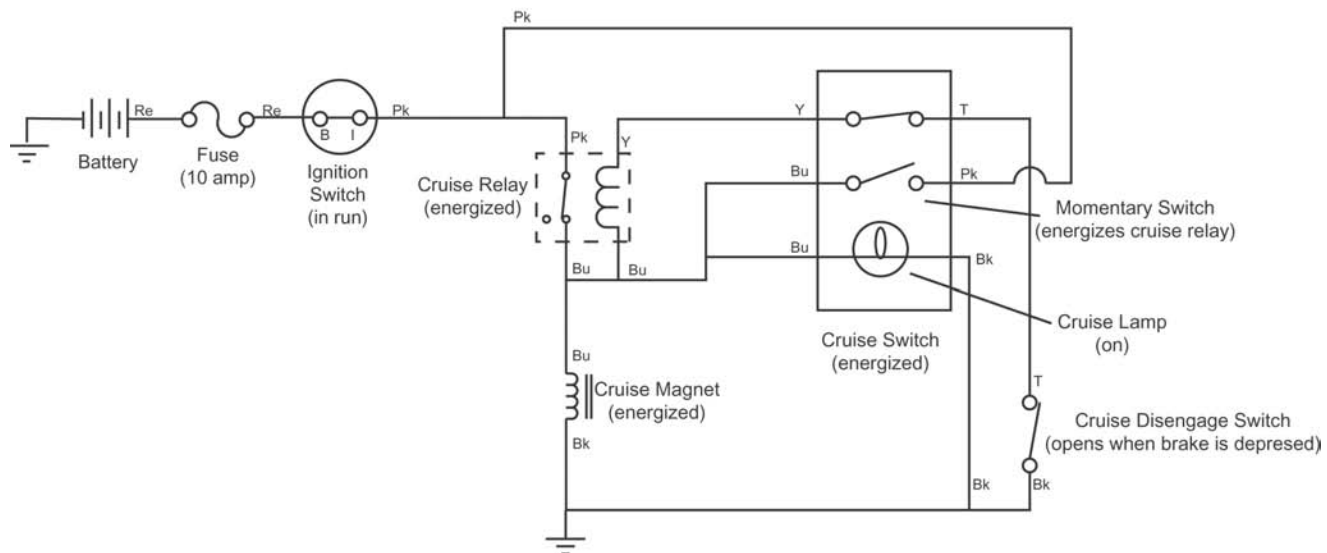 Pk
Re
Re
B
I
Pk
Battery
Fuse
(10 amp)
Ignition
Switch
(in run)
Pk
Y
Cruise Relay
(energized)
Bu
Bu
Y
T
Bu
Pk
Momentary Switch
(energizes cruise relay)
Bu
Bk
Cruise Lamp
(on)
Cruise Switch
(energized)
Bu
Cruise Magnet
(energized)
Bk
T
Cruise Disengage Switch
(opens when brake is depresed)
Bk
Bk